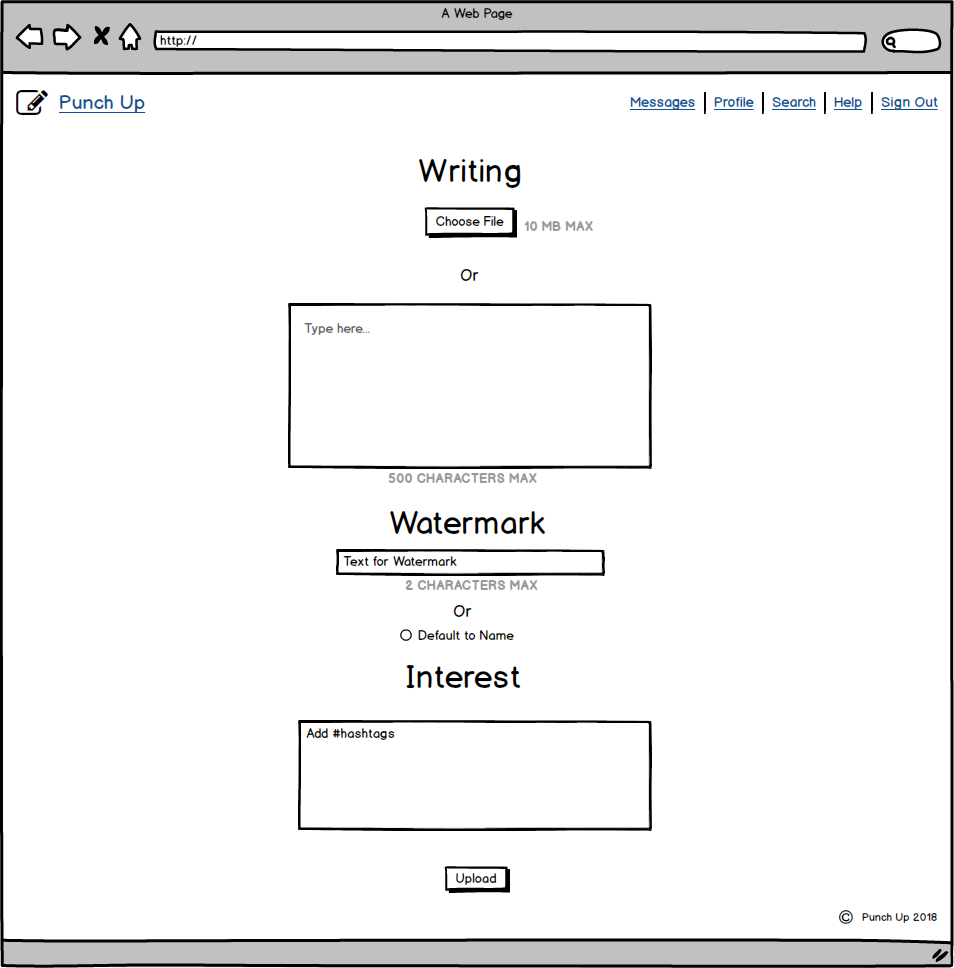 A Web Page
http://
Punch Up
Messages Profile Search Help Sign Out
Writing
Choose File 10 MB MAX
Or
Type here...
500 CHARACTERS MAX
Watermark
Text for Watermark
2 CHARACTERS MAX
Or
Default to Name
Interest
Add #hashtags
Upload
© Punch Up 2018